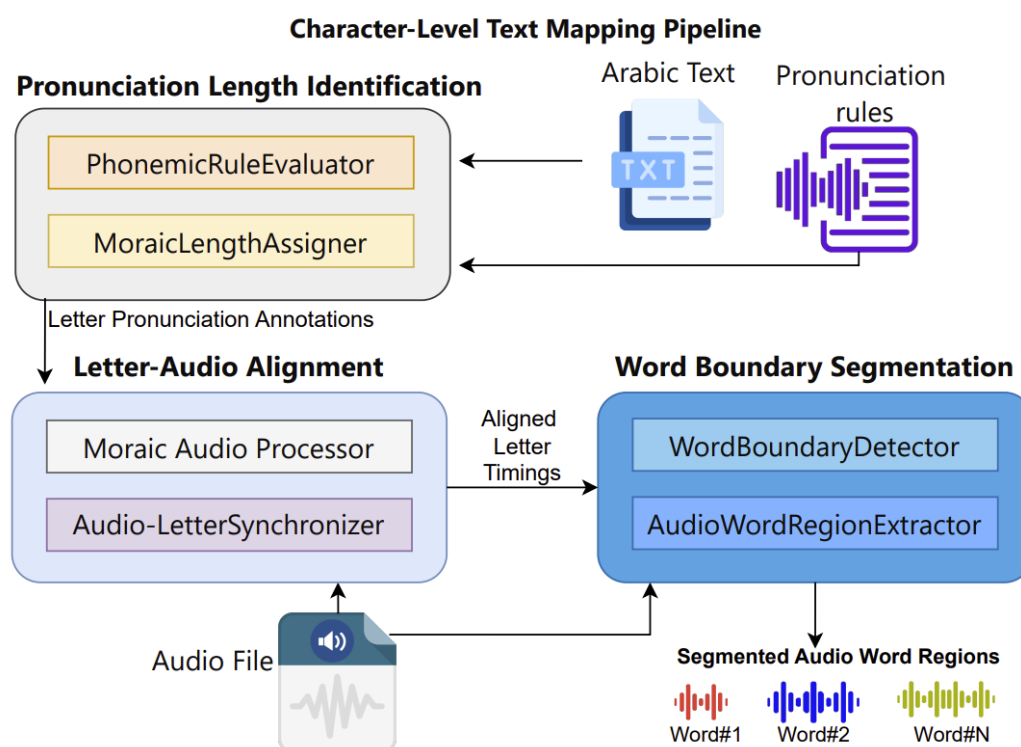 Character-Level Text Mapping Pipeline
Pronunciation Length Identification
Arabic Text
Pronunciation
rules
PhonemicRuleEvaluator
TXT
MoraicLengthAssigner
Letter Pronunciation Annotations
Letter-Audio Alignment
Word Boundary Segmentation
Moraic Audio Processor
Aligned
Letter
Timings
WordBoundaryDetector
Audio-LetterSynchronizer
AudioWordRegionExtractor
Audio File
Segmented Audio Word Regions
Word#1
Word#2
Word#N